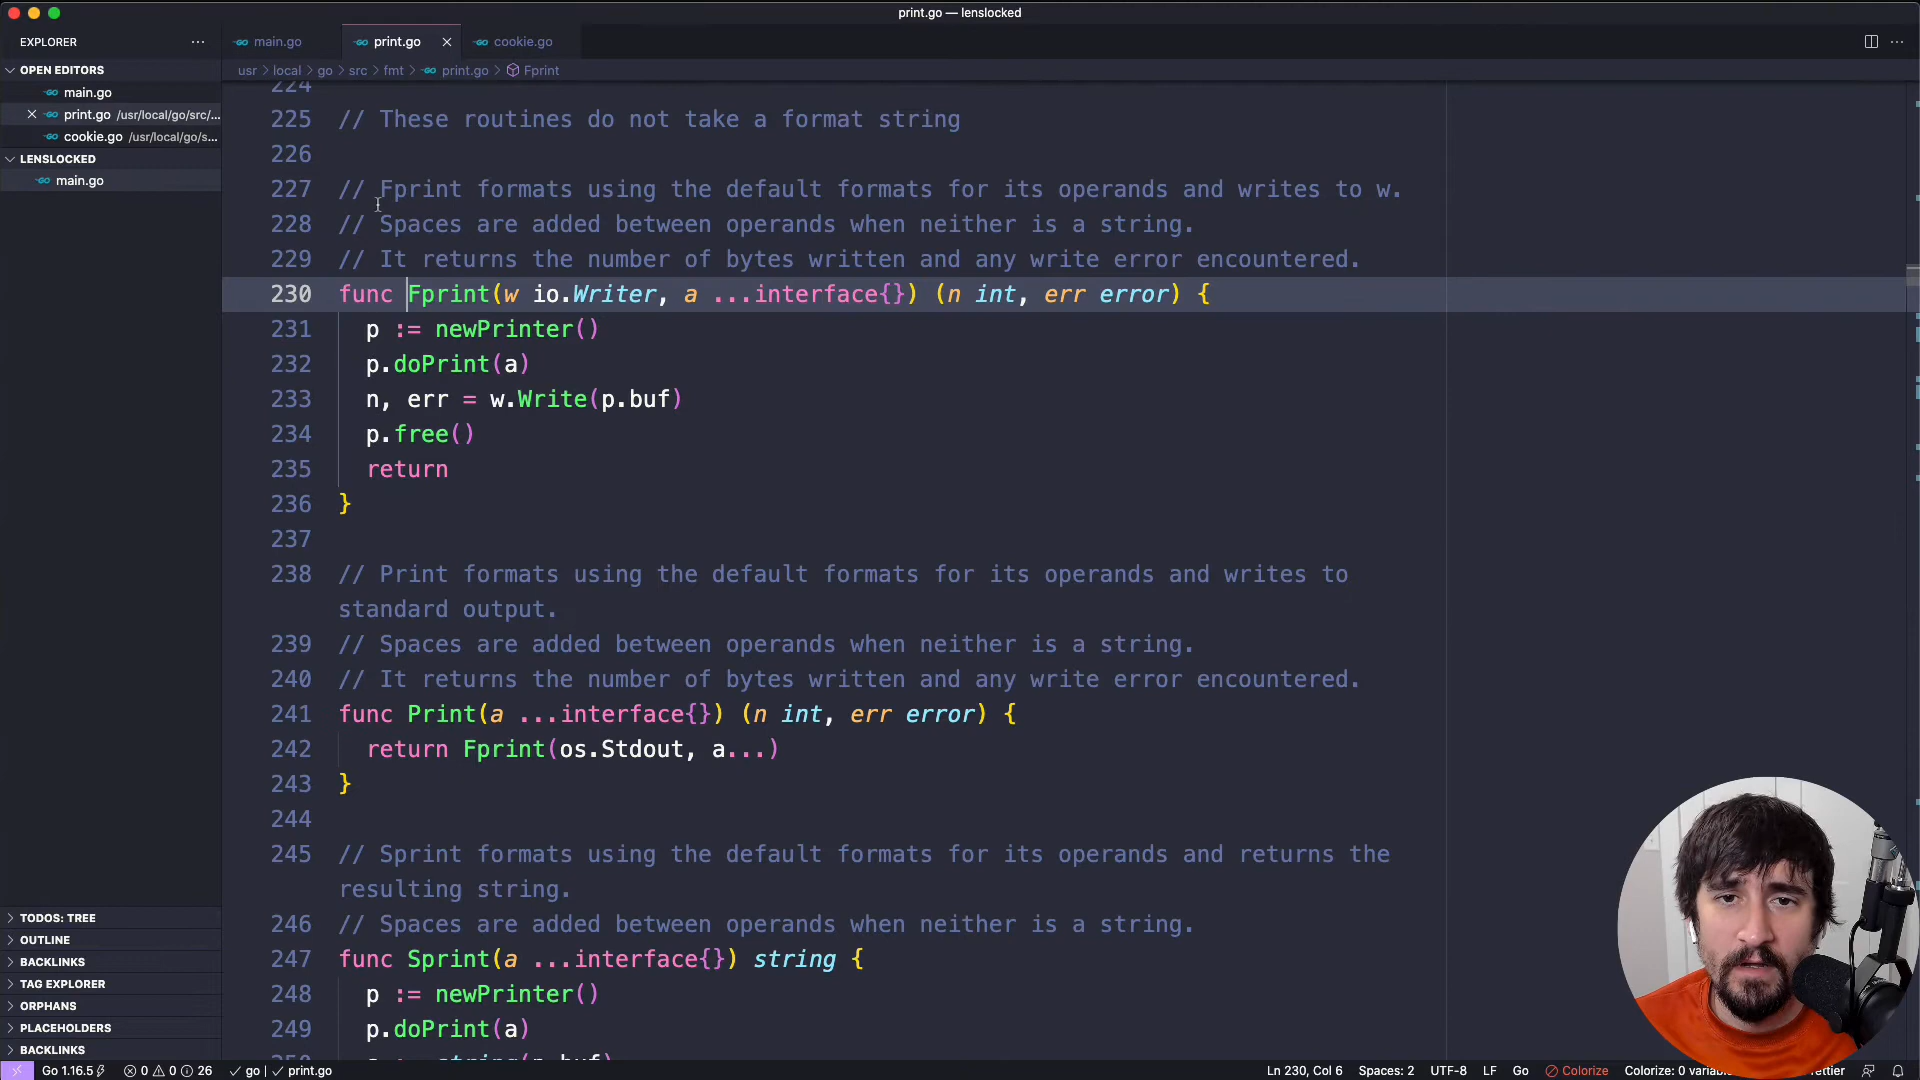 print.go — lenslocked
EXPLORER
main.go
print.go
cookie.go
OPEN EDITORS
main.go
print.go /usr/local/go/src/...
cookie.go /usr/local/go/s...
LENSLOCKED
main.go
usr > local > go > src > fmt > print.go > Fprint
224
225 // These routines do not take a format string
226
227 // Fprint formats using the default formats for its operands and writes to w.
228 // Spaces are added between operands when neither is a string.
229 // It returns the number of bytes written and any write error encountered.
230 func Fprint(w io.Writer, a ...interface{}) (n int, err error) {
231 p := newPrinter()
232 p.doPrint(a)
233 n, err = w.Write(p.buf)
234 p.free()
235 return
236 }
237
238 // Print formats using the default formats for its operands and writes to
standard output.
239 // Spaces are added between operands when neither is a string.
240 // It returns the number of bytes written and any write error encountered.
241 func Print(a ...interface{}) (n int, err error) {
242 return Fprint(os.Stdout, a...)
243 }
244
245 // Sprint formats using the default formats for its operands and returns the
resulting string.
246 // Spaces are added between operands when neither is a string.
247 func Sprint(a ...interface{}) string {
248 p := newPrinter()
249 p.doPrint(a)
TODOS: TREE
OUTLINE
BACKLINKS
TAG EXPLORER
ORPHANS
PLACEHOLDERS
BACKLINKS
Go 1.16.5 0 0 26 go | print.go
Ln 230, Col 6 Spaces: 2 UTF-8 LF Go Colorize Colorize: 0 variab